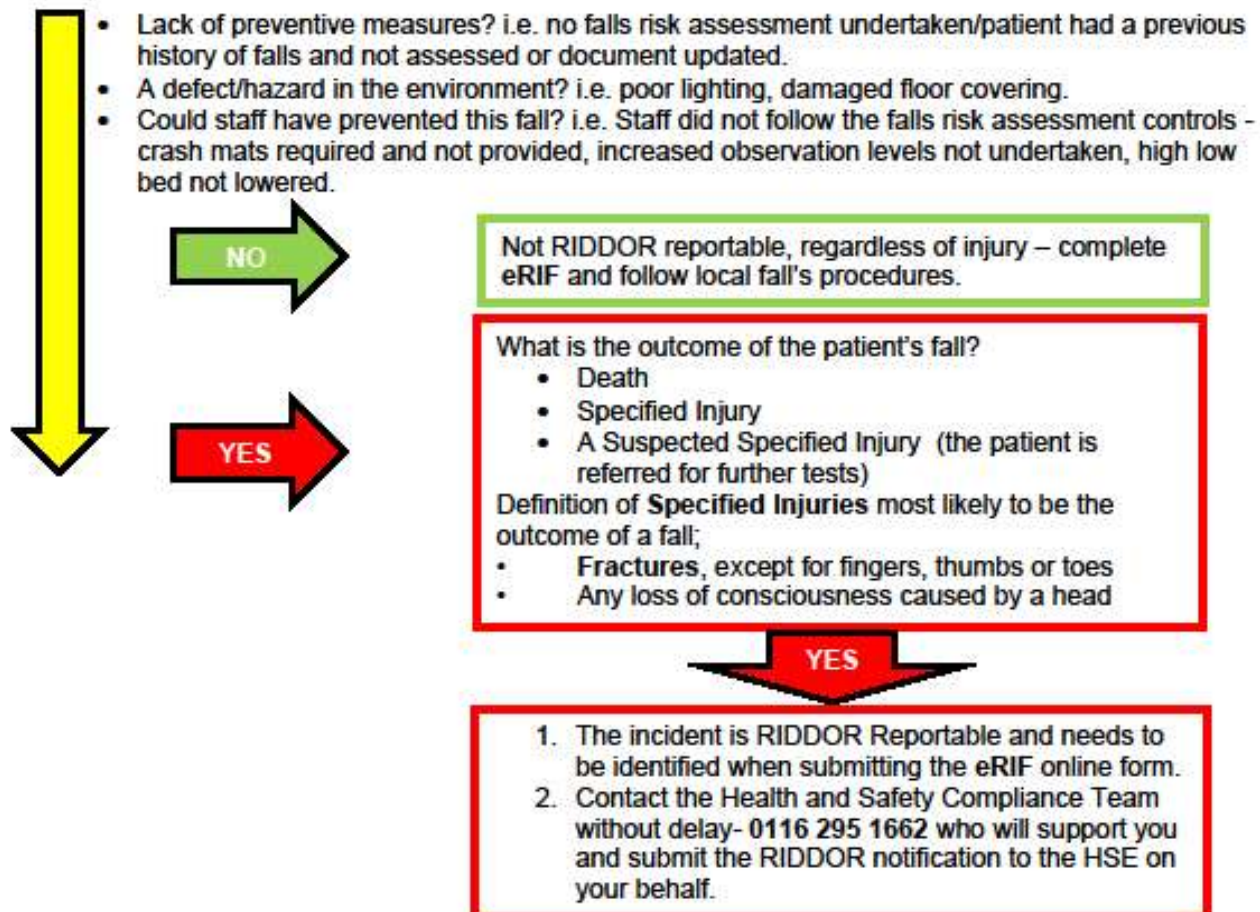 • Lack of preventive measures? i.e. no falls risk assessment undertaken/patient had a previous
history of falls and not assessed or document updated.
• A defect/hazard in the environment? i.e. poor lighting, damaged floor covering.
• Could staff have prevented this fall? i.e. Staff did not follow the falls risk assessment controls -
crash mats required and not provided, increased observation levels not undertaken, high low
bed not lowered.
NO
Not RIDDOR reportable, regardless of injury – complete
eRIF and follow local fall's procedures.
YES
What is the outcome of the patient's fall?
• Death
• Specified Injury
• A Suspected Specified Injury (the patient is
referred for further tests)
Definition of Specified Injuries most likely to be the
outcome of a fall;
• Fractures, except for fingers, thumbs or toes
• Any loss of consciousness caused by a head
YES
1. The incident is RIDDOR Reportable and needs to
be identified when submitting the eRIF online form.
2. Contact the Health and Safety Compliance Team
without delay- 0116 295 1662 who will support you
and submit the RIDDOR notification to the HSE on
your behalf.